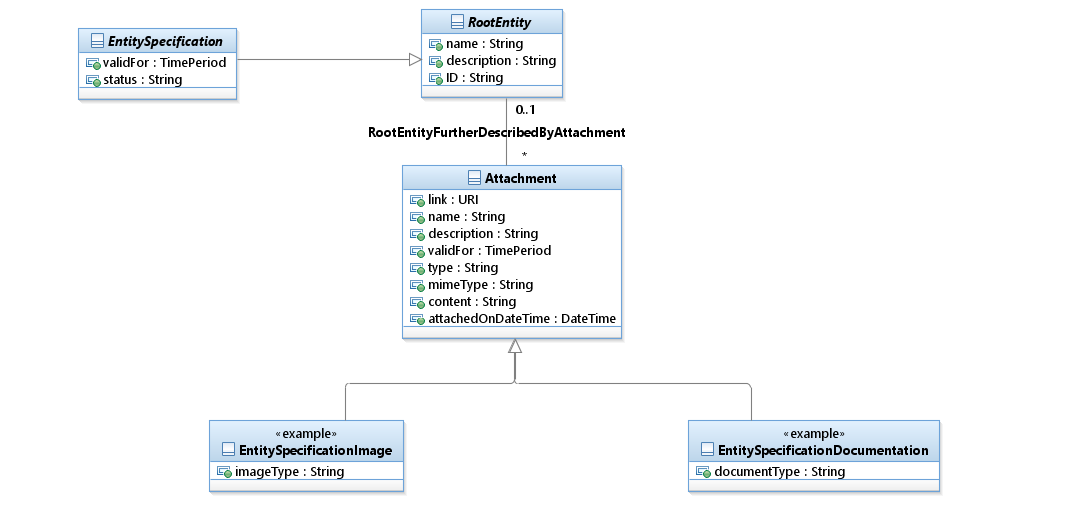 EntitySpecification
validFor : TimePeriod
status : String
RootEntity
name : String
description : String
ID : String
0..1
RootEntityFurtherDescribedByAttachment
*
Attachment
link : URI
name : String
description : String
validFor : TimePeriod
type : String
mimeType : String
content : String
attachedOnDateTime : DateTime
«example»
EntitySpecificationImage
imageType : String
«example»
EntitySpecificationDocumentation
documentType : String